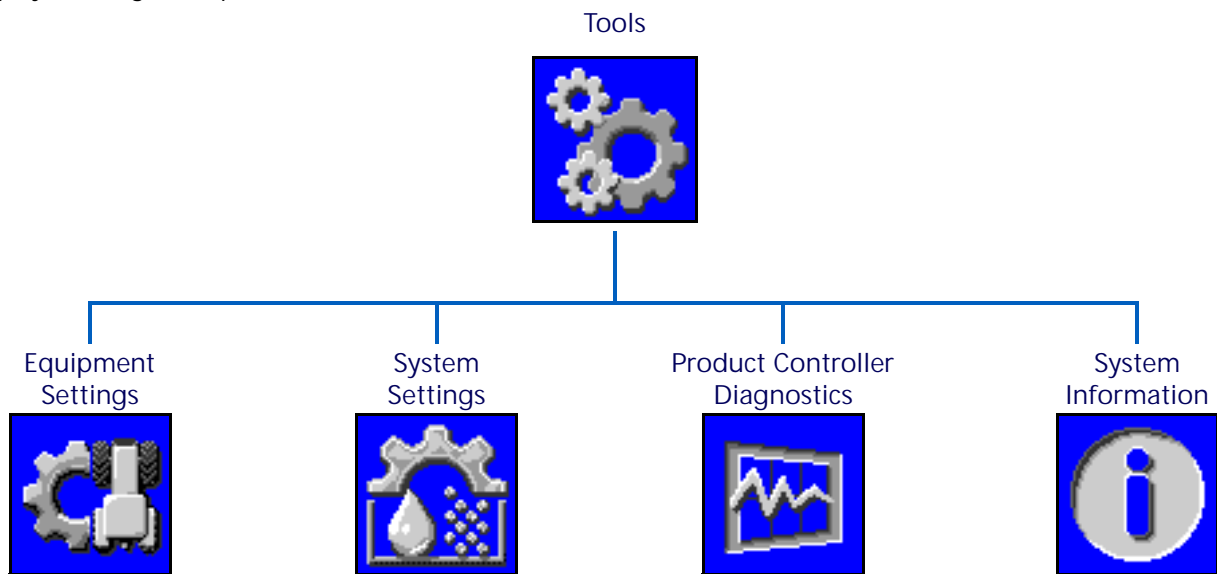 Tools
Equipment
Settings
System
Settings
Product Controller
Diagnostics
System
Information